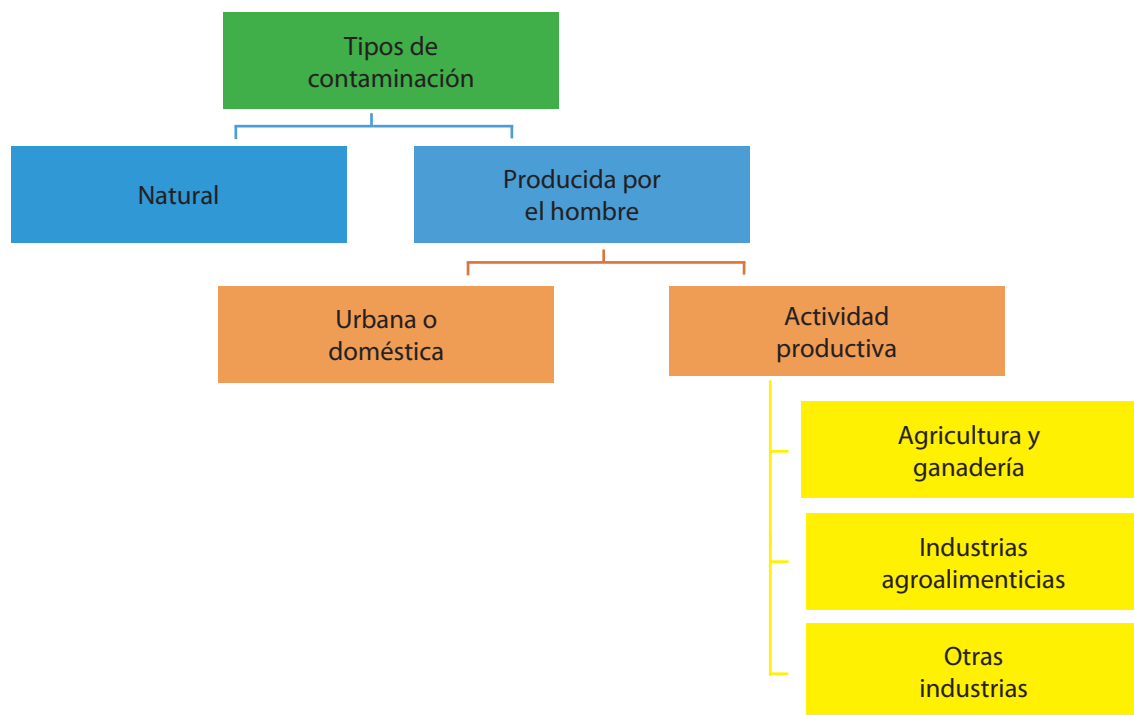 Tipos de
contaminación
Natural
Producida por
el hombre
Urbana o
doméstica
Actividad
productiva
Agricultura y
ganadería
Industrias
agroalimenticias
Otras
industrias